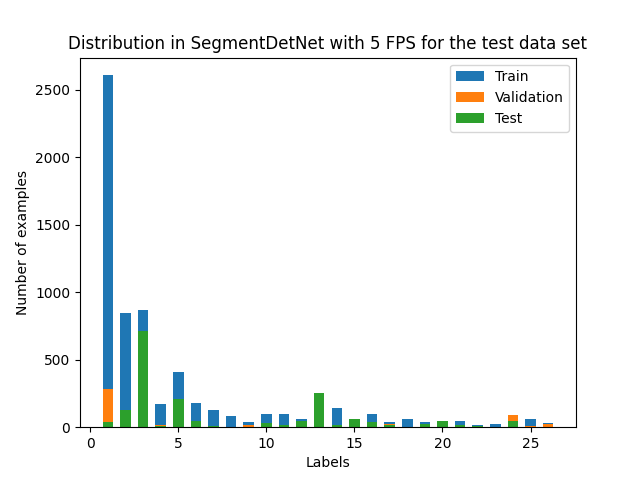 Distribution in SegmentDetNet with 5 FPS for the test data set
Train
Validation
Test
Number of examples
2500
2000
1500
1000
500
0
0 5 10 15 20 25
Labels